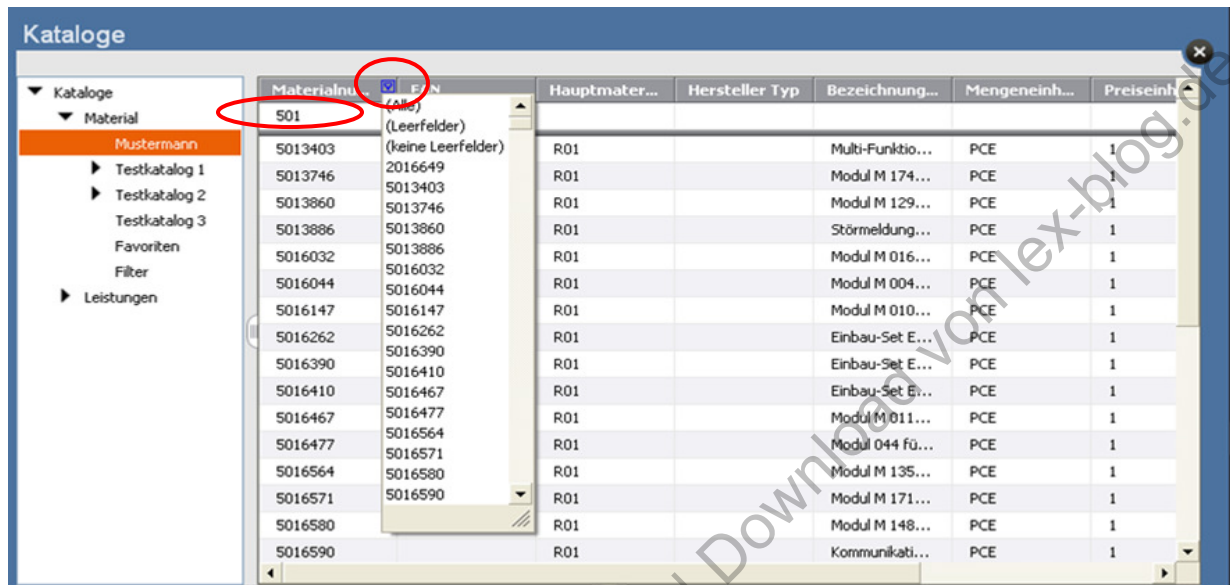 Kataloge
Kataloge
Material
Mustermann
Testkatalog 1
Testkatalog 2
Testkatalog 3
Favoriten
Filter
Leistungen
Materialnu... Hauptmater... Hersteller Typ Bezeichnung... Mengeneinh... Preiseinh
501
(Alle)
(Leerfelder)
(keine Leerfelder)
2016649
5013403
5013746
5013860
5013886
5016032
5016044
5016147
5016262
5016390
5016410
5016467
5016477
5016564
5016571
5016580
5016590
5013403 R01 Multi-Funktio... PCE 1
5013746 R01 Modul M 174... PCE 1
5013860 R01 Modul M 129... PCE 1
5013886 R01 Störmeldung... PCE 1
5016032 R01 Modul M 016... PCE 1
5016044 R01 Modul M 004... PCE 1
5016147 R01 Modul M 010... PCE 1
5016262 R01 Einbau-Set E... PCE 1
5016390 R01 Einbau-Set E... PCE 1
5016410 R01 Einbau-Set E... PCE 1
5016467 R01 Modul M 011... PCE 1
5016477 R01 Modul 044 fü... PCE 1
5016564 R01 Modul M 135... PCE 1
5016571 R01 Modul M 171... PCE 1
5016580 R01 Modul M 148... PCE 1
5016590 R01 Kommunikati... PCE 1
Download von lex-blog.de